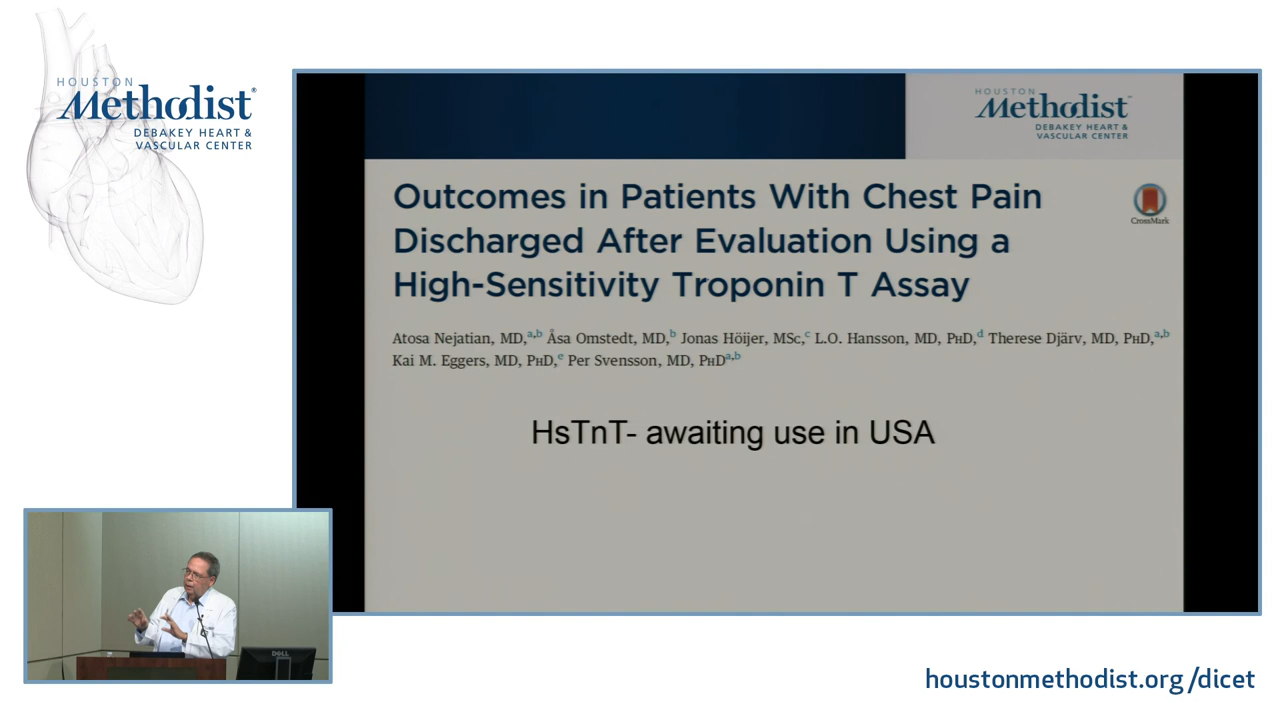 HOUSTON
Methodist®
DEBAKEY HEART &
VASCULAR CENTER
HOUSTON
Methodist™
DEBAKEY HEART &
VASCULAR CENTER
Outcomes in Patients With Chest Pain
Discharged After Evaluation Using a
High-Sensitivity Troponin T Assay
CrossMark
Atosa Nejatian, MD,a,b Åsa Omstedt, MD,b Jonas Höijer, MSc,c L.O. Hansson, MD, PhD,d Therese Djärv, MD, PhD,a,b
Kai M. Eggers, MD, PhD,e Per Svensson, MD, PhDa,b
HsTnT- awaiting use in USA
DELL
houstonmethodist.org/dicet